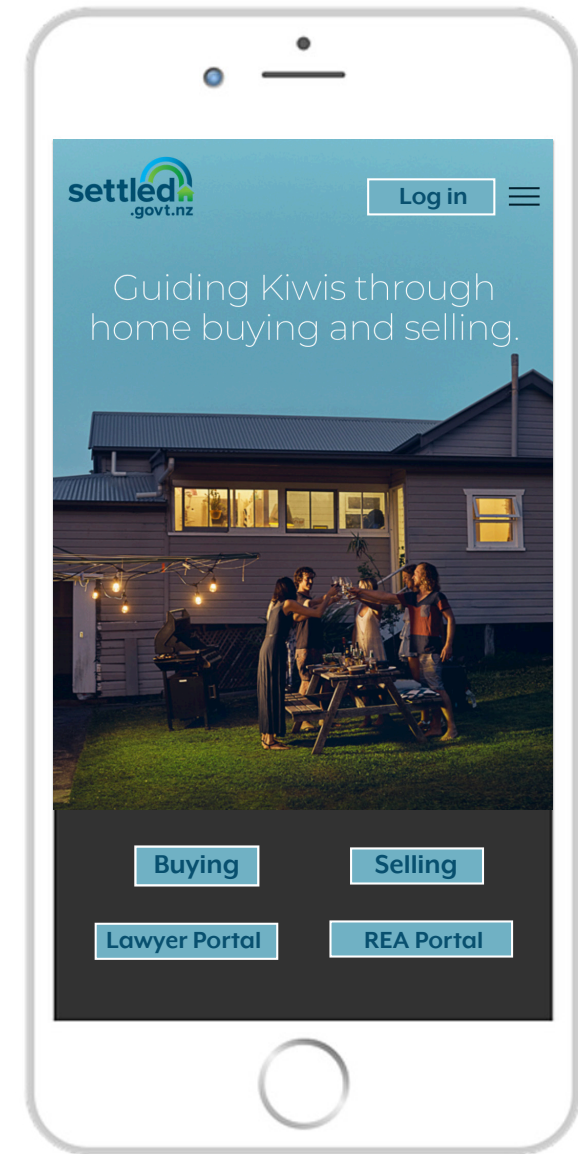 settled
.govt.nz
Log in
Guiding Kiwis through
home buying and selling.
Buying
Selling
Lawyer Portal
REA Portal